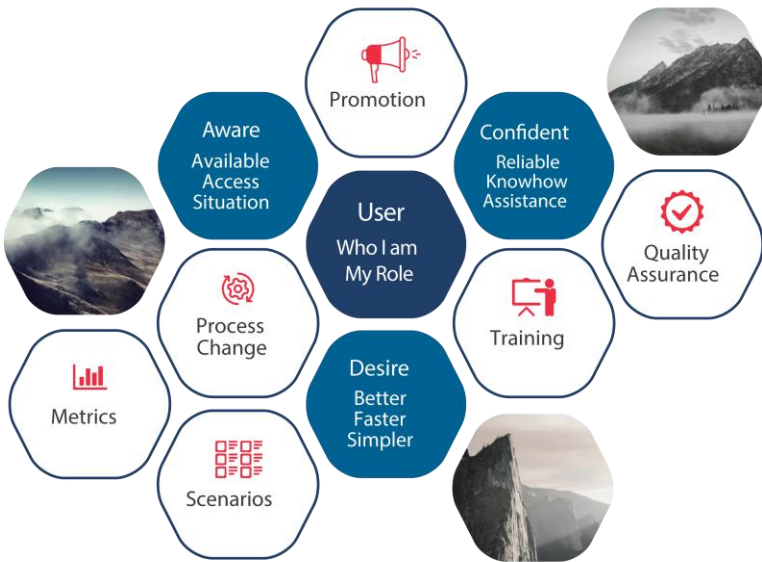 Promotion
Aware
Available
Access
Situation
Confident
Reliable
Knowhow
Assistance
User
Who I am
My Role
Quality
Assurance
Process
Change
Training
Metrics
Desire
Better
Faster
Simpler
Scenarios